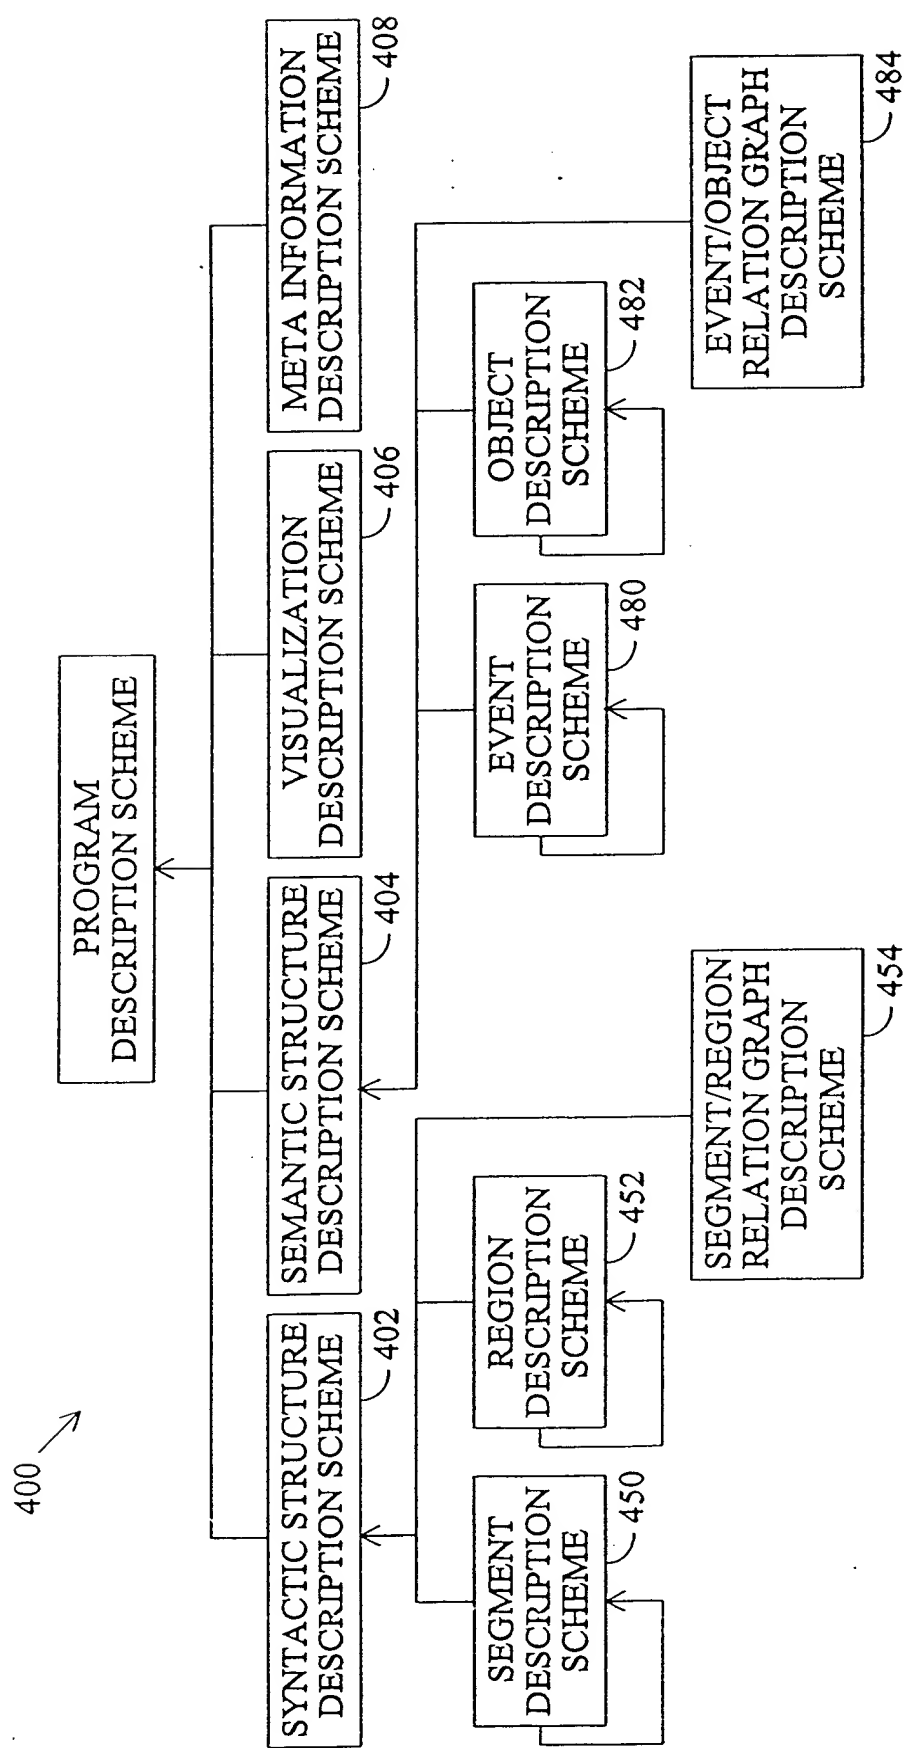 400
PROGRAM
DESCRIPTION SCHEME
SYNTACTIC STRUCTURE
DESCRIPTION SCHEME
402
SEMANTIC STRUCTURE
DESCRIPTION SCHEME
404
VISUALIZATION
DESCRIPTION SCHEME
406
META INFORMATION
DESCRIPTION SCHEME
408
SEGMENT
DESCRIPTION
SCHEME
450
REGION
DESCRIPTION
SCHEME
452
EVENT
DESCRIPTION
SCHEME
480
OBJECT
DESCRIPTION
SCHEME
482
SEGMENT/REGION
RELATION GRAPH
DESCRIPTION
SCHEME
454
EVENT/OBJECT
RELATION GRAPH
DESCRIPTION
SCHEME
484